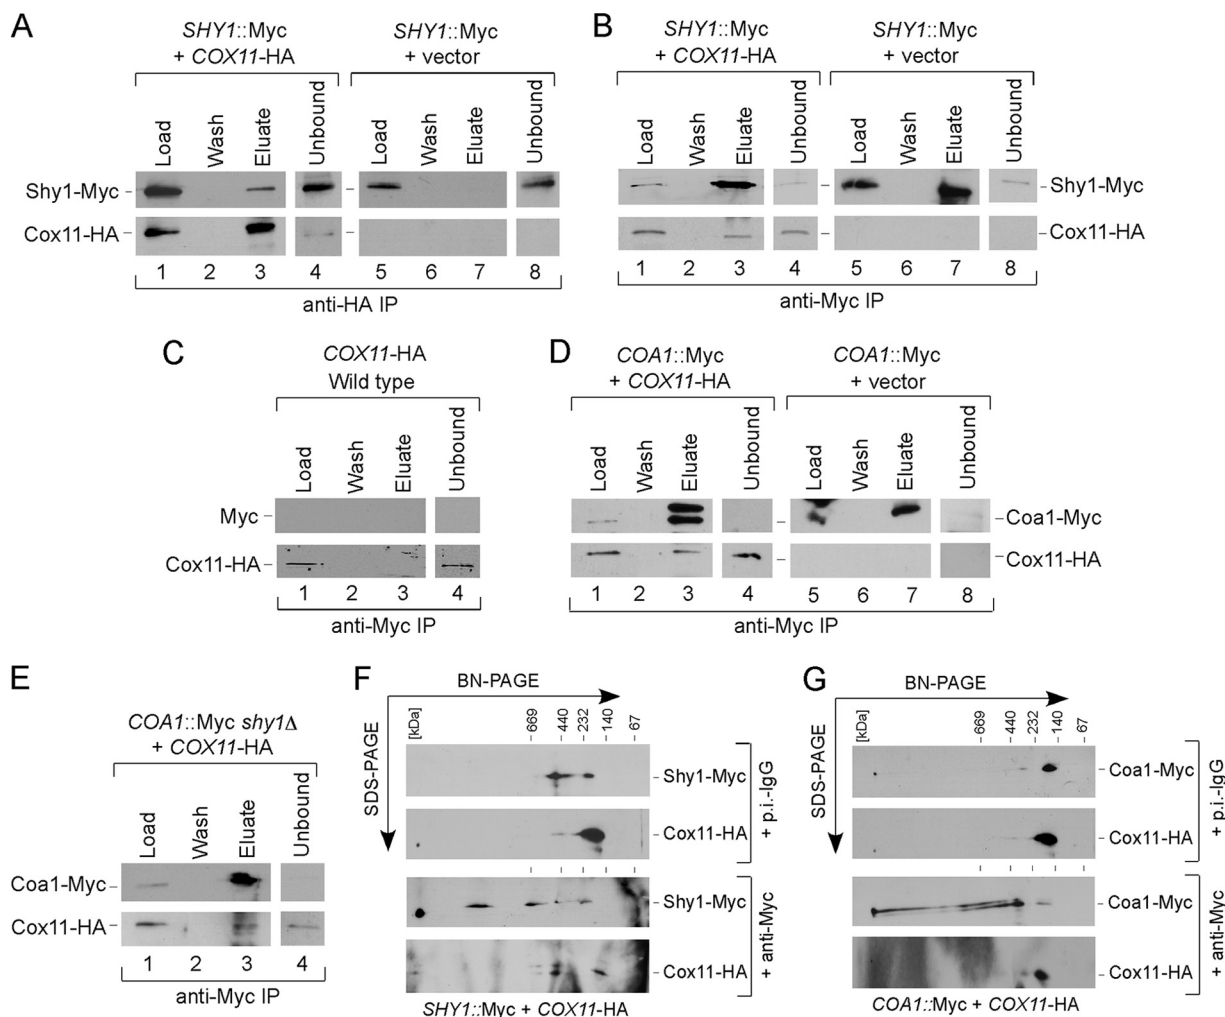 A
SHY1::Myc
+ COX11-HA
SHY1::Myc
+ vector
Load
Wash
Eluate
Unbound
Load
Wash
Eluate
Unbound
Shy1-Myc
Cox11-HA
1 2 3 4 5 6 7 8
anti-HA IP
B
SHY1::Myc
+ COX11-HA
SHY1::Myc
+ vector
Load
Wash
Eluate
Unbound
Load
Wash
Eluate
Unbound
Shy1-Myc
Cox11-HA
1 2 3 4 5 6 7 8
anti-Myc IP
C
COX11-HA
Wild type
Load
Wash
Eluate
Unbound
Myc
Cox11-HA
1 2 3 4
anti-Myc IP
D
COA1::Myc
+ COX11-HA
COA1::Myc
+ vector
Load
Wash
Eluate
Unbound
Load
Wash
Eluate
Unbound
Coa1-Myc
Cox11-HA
1 2 3 4 5 6 7 8
anti-Myc IP
E
COA1::Myc shy1Δ
+ COX11-HA
Load
Wash
Eluate
Unbound
Coa1-Myc
Cox11-HA
1 2 3 4
anti-Myc IP
F
BN-PAGE
SDS-PAGE
[kDa]
669
440
232
140
67
Shy1-Myc
Cox11-HA
+ p.i.-IgG
Shy1-Myc
Cox11-HA
+ anti-Myc
SHY1::Myc + COX11-HA
G
BN-PAGE
SDS-PAGE
[kDa]
669
440
232
140
67
Coa1-Myc
Cox11-HA
+ p.i.-IgG
Coa1-Myc
Cox11-HA
+ anti-Myc
COA1::Myc + COX11-HA